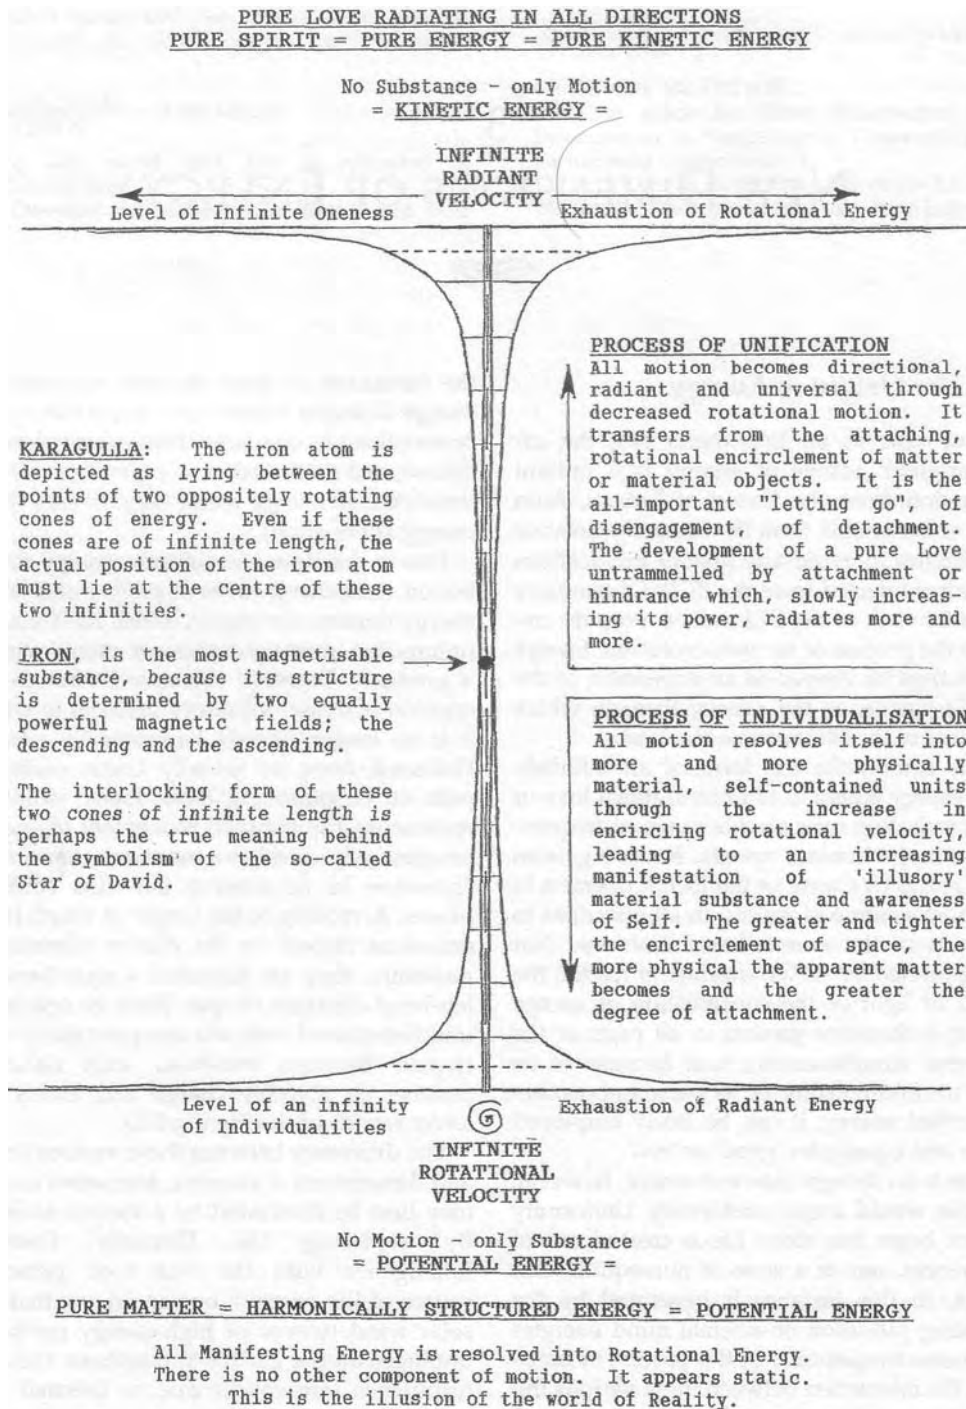 PURE LOVE RADIATING IN ALL DIRECTIONS
PURE SPIRIT = PURE ENERGY = PURE KINETIC ENERGY
No Substance - only Motion
= KINETIC ENERGY =
INFINITE
RADIANT
VELOCITY
Level of Infinite Oneness
Exhaustion of Rotational Energy
KARAGULLA: The iron atom is
depicted as lying between the
points of two oppositely rotating
cones of energy. Even if these
cones are of infinite length, the
actual position of the iron atom
must lie at the centre of these
two infinities.
IRON, is the most magnetisable
substance, because its structure
is determined by two equally
powerful magnetic fields; the
descending and the ascending.
The interlocking form of these
two cones of infinite length is
perhaps the true meaning behind
the symbolism of the so-called
Star of David.
PROCESS OF UNIFICATION
All motion becomes directional,
radiant and universal through
decreased rotational motion. It
transfers from the attaching,
rotational encirclement of matter
or material objects. It is the
all-important "letting go" of
disengagement, of detachment.
The development of a pure Love
untrammelled by attachment or
hindrance which, slowly increas
ing its power, radiates more and
more.
PROCESS OF INDIVIDUALISATION
All motion resolves itself into
more and more physically
material, self-contained units
through the increase of
encircling rotational velocity,
leading to an increasing
manifestation of 'illusory'
material substance and awareness
of Self. The greater and tighter
the encirclement of space, the
more physical the apparent matter
becomes and the greater the
degree of attachment.
Level of an infinity
of Individualities
Exhaustion of Radiant Energy
INFINITE
ROTATIONAL
VELOCITY
No Motion - only Substance
= POTENTIAL ENERGY =
PURE MATTER = HARMONICALLY STRUCTURED ENERGY = POTENTIAL ENERGY
All Manifesting Energy is resolved into Rotational Energy.
There is no other component of motion. It appears static.
This is the illusion of the world of Reality.